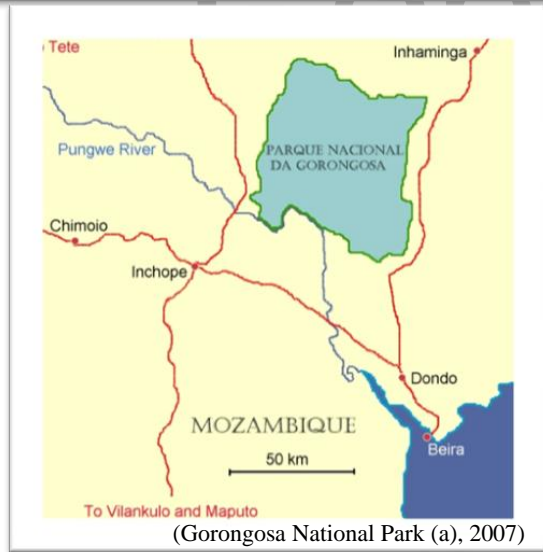 To Tete
Inhaminga
Pungwe River
PARQUE NACIONAL
DA GORONGOSA
Chimoio
Inchope
Dondo
MOZAMBIQUE
Beira
50 km
To Vilankulo and Maputo
(Gorongosa National Park (a), 2007)